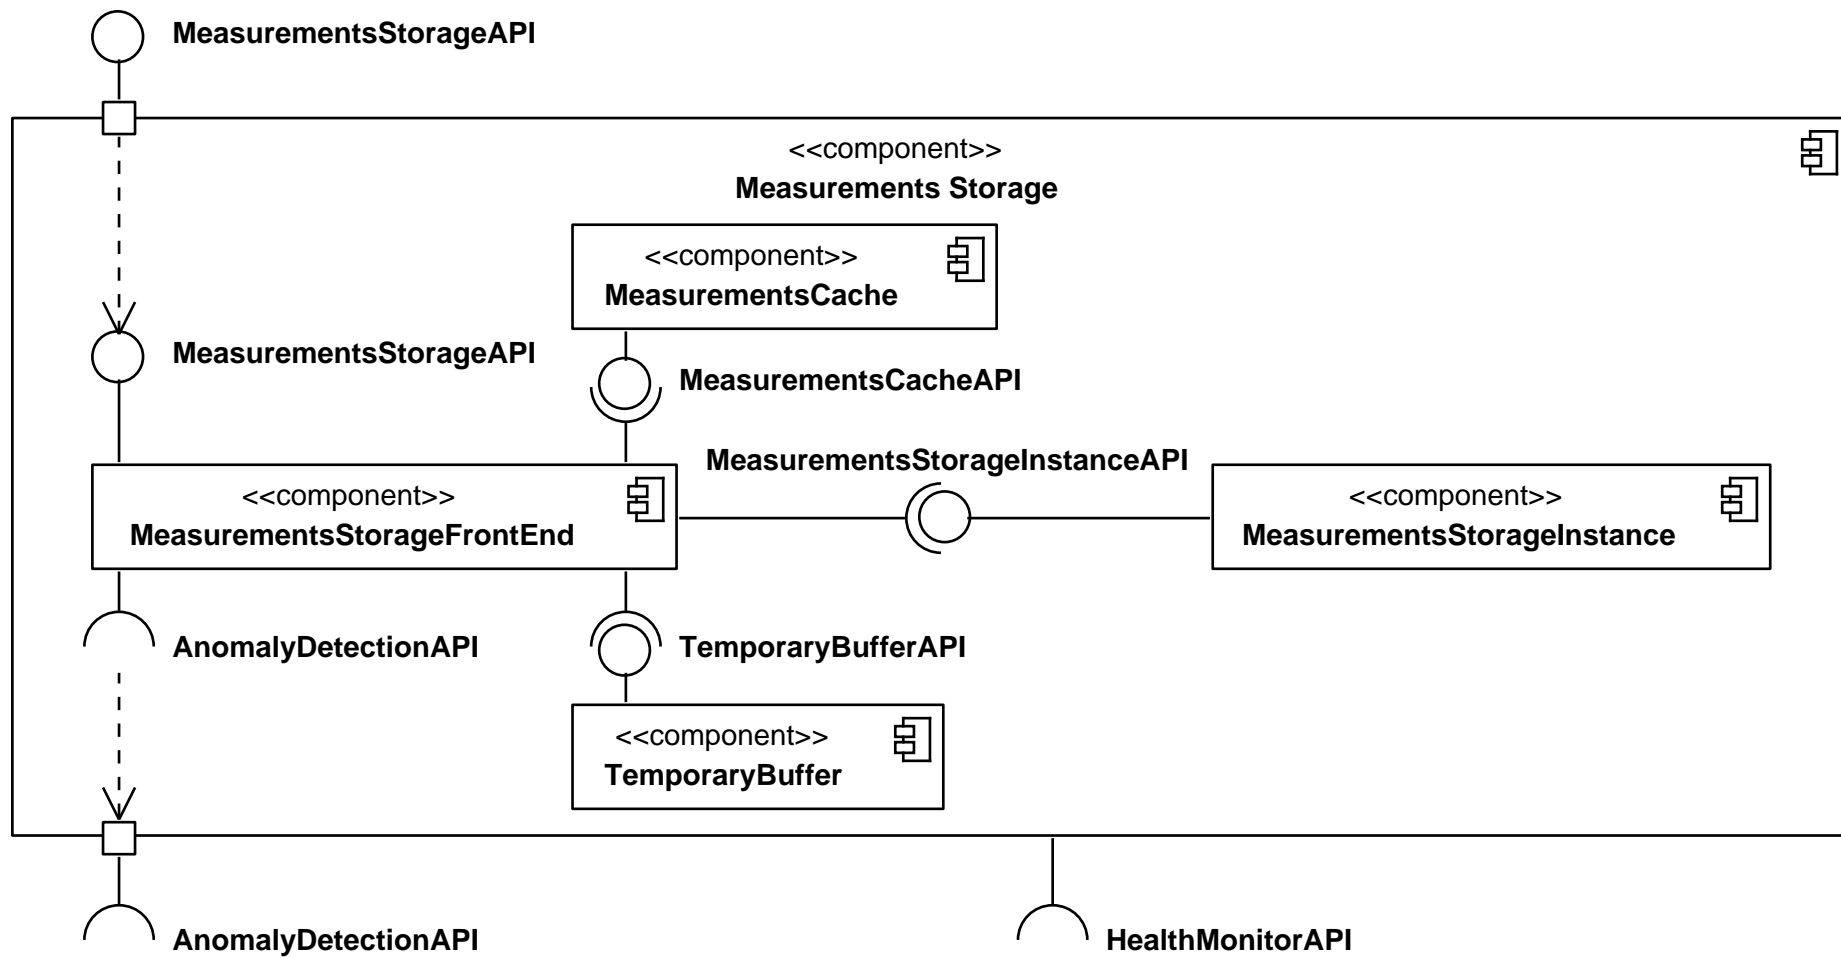 MeasurementsStorageAPI
<<component>>
Measurements Storage
<<component>>
MeasurementsCache
MeasurementsStorageAPI
MeasurementsCacheAPI
MeasurementsStorageInstanceAPI
<<component>>
MeasurementsStorageFrontEnd
<<component>>
MeasurementsStorageInstance
AnomalyDetectionAPI
TemporaryBufferAPI
<<component>>
TemporaryBuffer
AnomalyDetectionAPI
HealthMonitorAPI